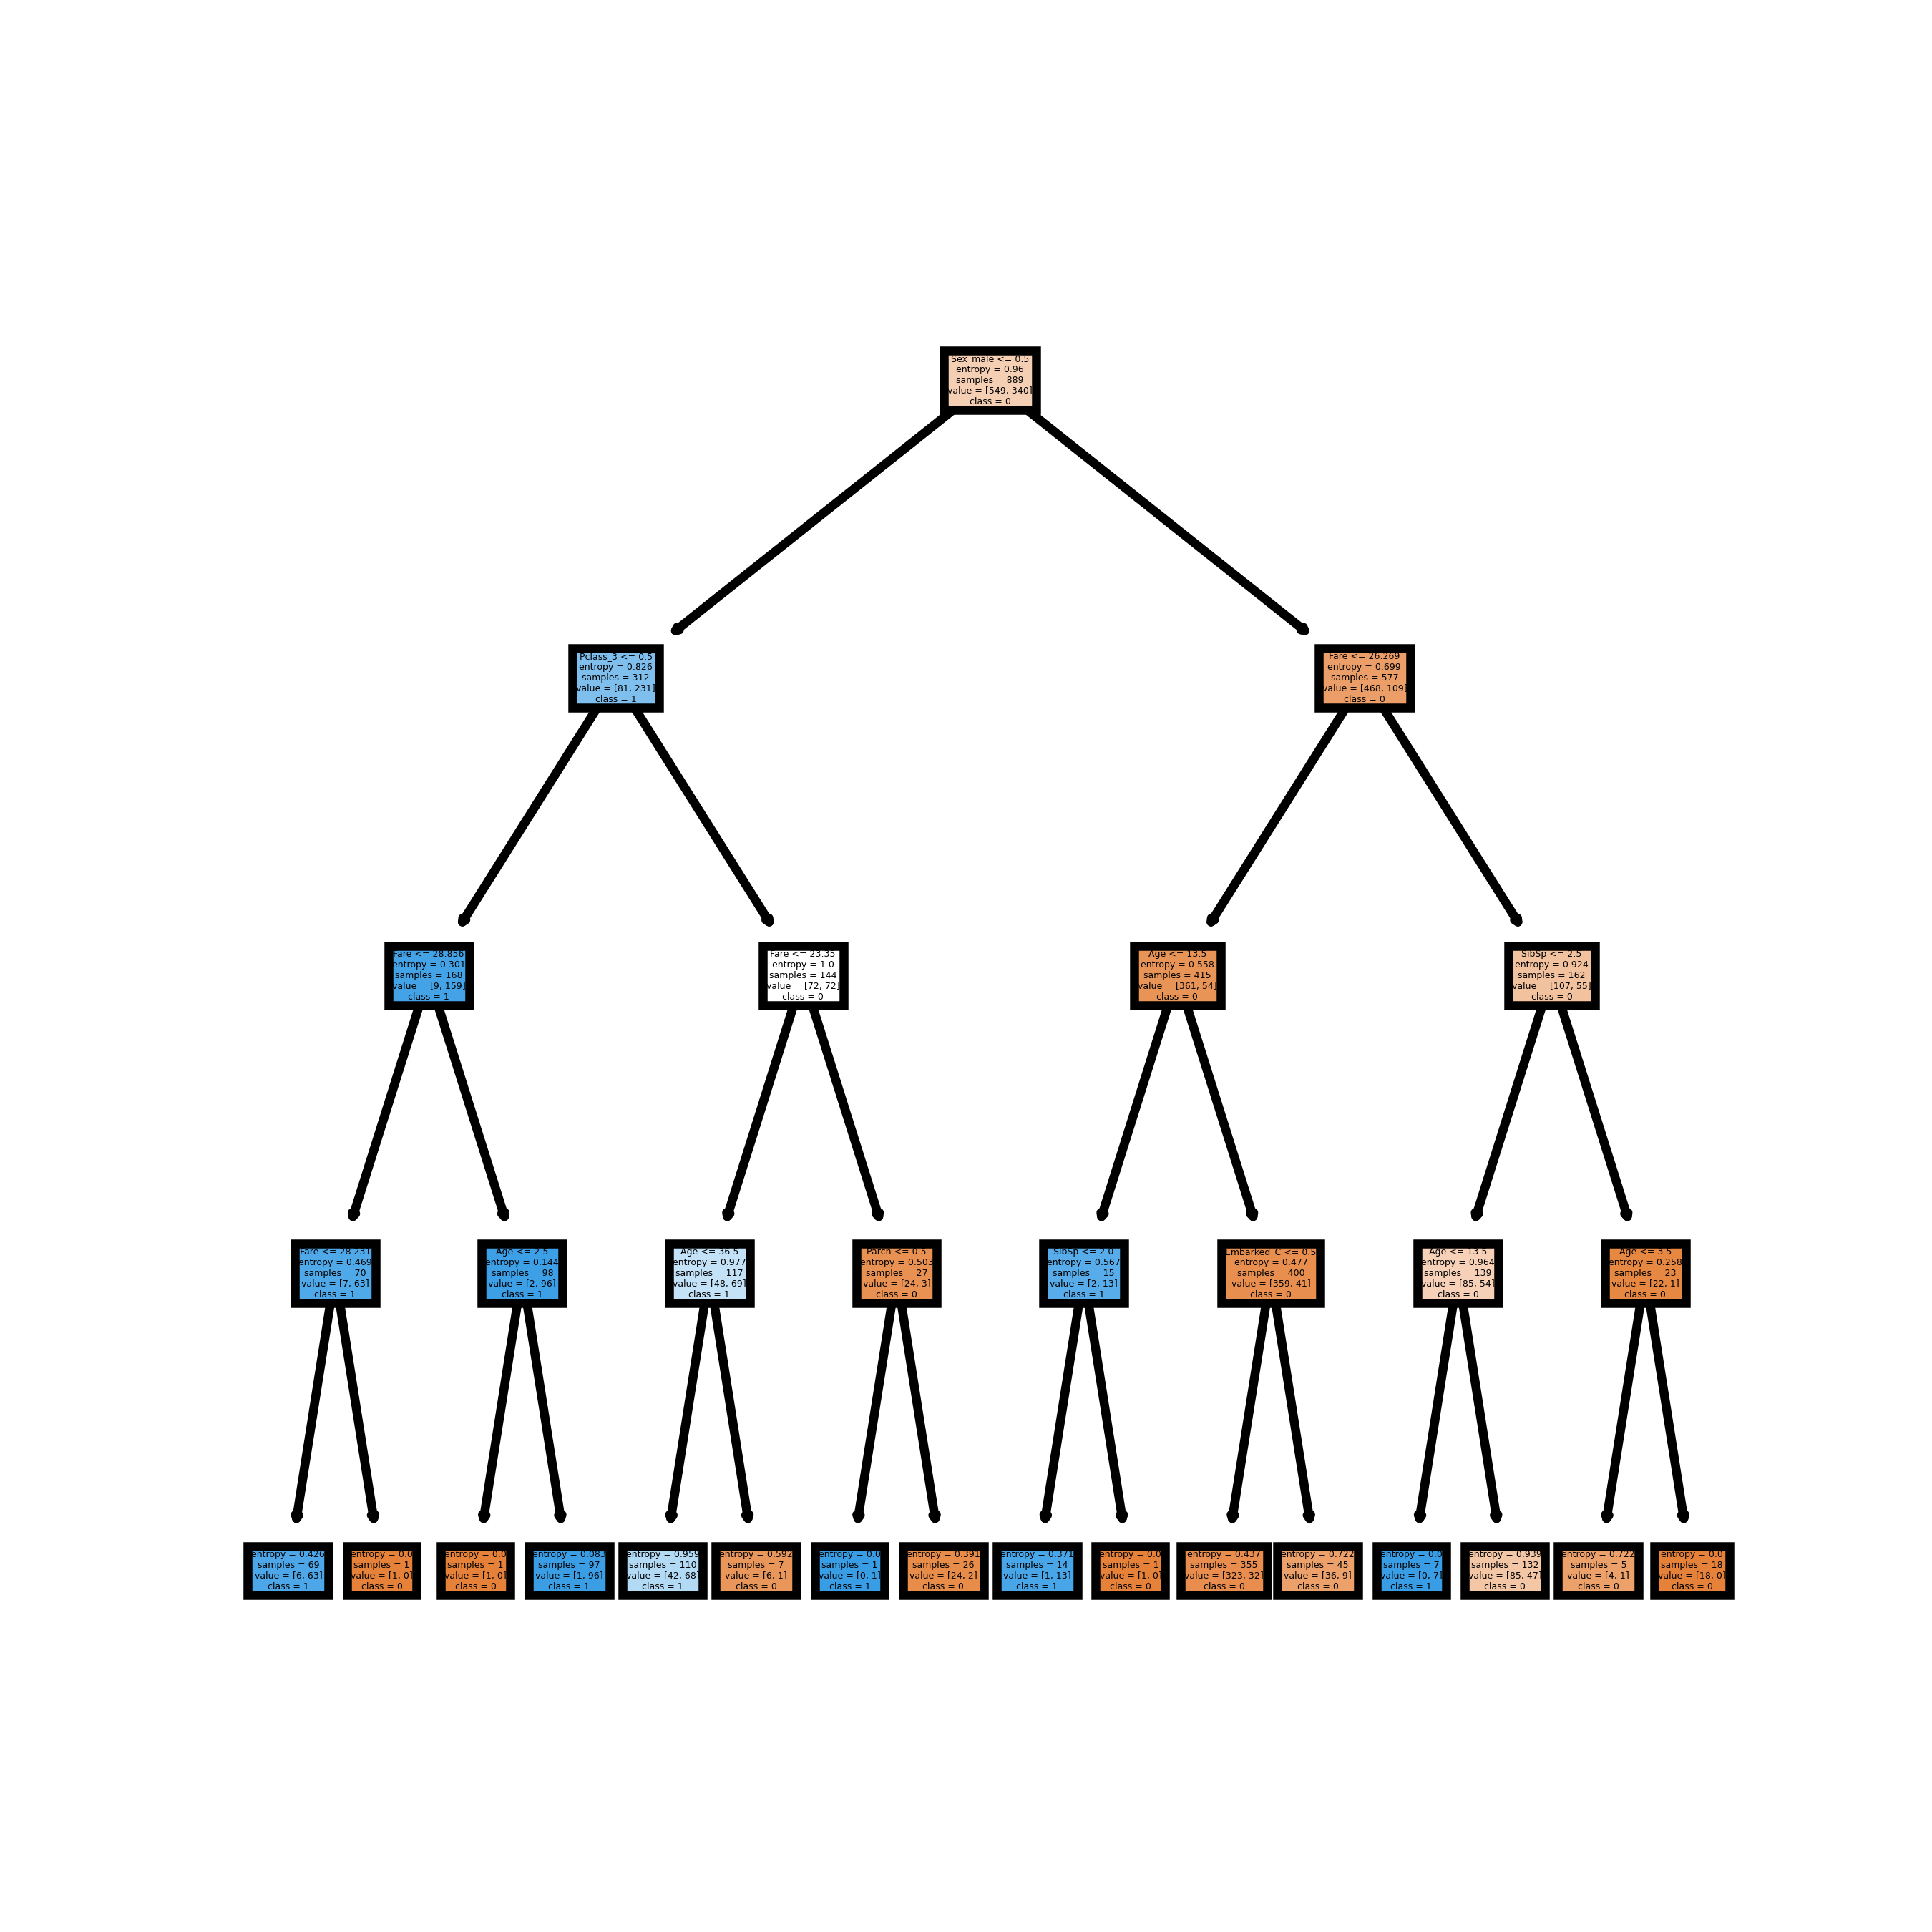 Sex_male <= 0.5
entropy = 0.96
samples = 889
value = [549, 340]
class = 0
Pclass_3 <= 0.5
entropy = 0.826
samples = 312
value = [81, 231]
class = 1
Fare <= 26.269
entropy = 0.699
samples = 577
value = [468, 109]
class = 0
Fare <= 28.856
entropy = 0.301
samples = 168
value = [9, 159]
class = 1
Fare <= 23.35
entropy = 1.0
samples = 144
value = [72, 72]
class = 0
Age <= 13.5
entropy = 0.558
samples = 415
value = [361, 54]
class = 0
SibSp <= 2.5
entropy = 0.924
samples = 162
value = [107, 55]
class = 0
Fare <= 28.231
entropy = 0.469
samples = 70
value = [7, 63]
class = 1
Age <= 2.5
entropy = 0.144
samples = 98
value = [2, 96]
class = 1
Age <= 36.5
entropy = 0.977
samples = 117
value = [48, 69]
class = 1
Parch <= 0.5
entropy = 0.503
samples = 27
value = [24, 3]
class = 0
SibSp <= 2.0
entropy = 0.567
samples = 15
value = [2, 13]
class = 1
Embarked_C <= 0.5
entropy = 0.477
samples = 400
value = [359, 41]
class = 0
Age <= 13.5
entropy = 0.964
samples = 139
value = [85, 54]
class = 0
Age <= 3.5
entropy = 0.258
samples = 23
value = [22, 1]
class = 0
entropy = 0.426
samples = 69
value = [6, 63]
class = 1
entropy = 0.0
samples = 1
value = [1, 0]
class = 0
entropy = 0.0
samples = 1
value = [1, 0]
class = 0
entropy = 0.083
samples = 97
value = [1, 96]
class = 1
entropy = 0.959
samples = 110
value = [42, 68]
class = 1
entropy = 0.592
samples = 7
value = [6, 1]
class = 0
entropy = 0.0
samples = 1
value = [0, 1]
class = 1
entropy = 0.391
samples = 26
value = [24, 2]
class = 0
entropy = 0.371
samples = 14
value = [1, 13]
class = 1
entropy = 0.0
samples = 1
value = [1, 0]
class = 0
entropy = 0.437
samples = 355
value = [323, 32]
class = 0
entropy = 0.722
samples = 45
value = [36, 9]
class = 0
entropy = 0.0
samples = 7
value = [0, 7]
class = 1
entropy = 0.939
samples = 132
value = [85, 47]
class = 0
entropy = 0.722
samples = 5
value = [4, 1]
class = 0
entropy = 0.0
samples = 18
value = [18, 0]
class = 0